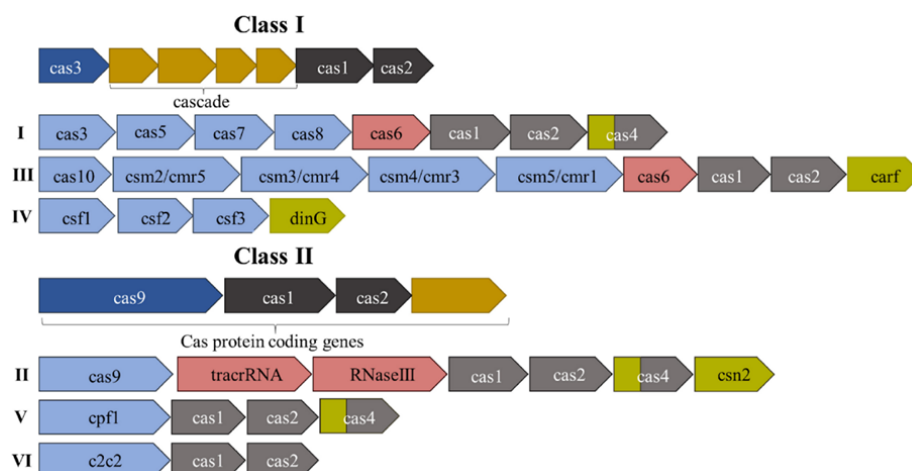 Class I
cas3 cas1 cas2
cascade
I cas3 cas5 cas7 cas8 cas6 cas1 cas2 cas4
III cas10 csm2/cmr5 csm3/cmr4 csm4/cmr3 csm5/cmr1 cas6 cas1 cas2 carf
IV csf1 csf2 csf3 dinG
Class II
cas9 cas1 cas2
Cas protein coding genes
II cas9 tracrRNA RNaseIII cas1 cas2 cas4 csn2
V cpf1 cas1 cas2 cas4
VI c2c2 cas1 cas2